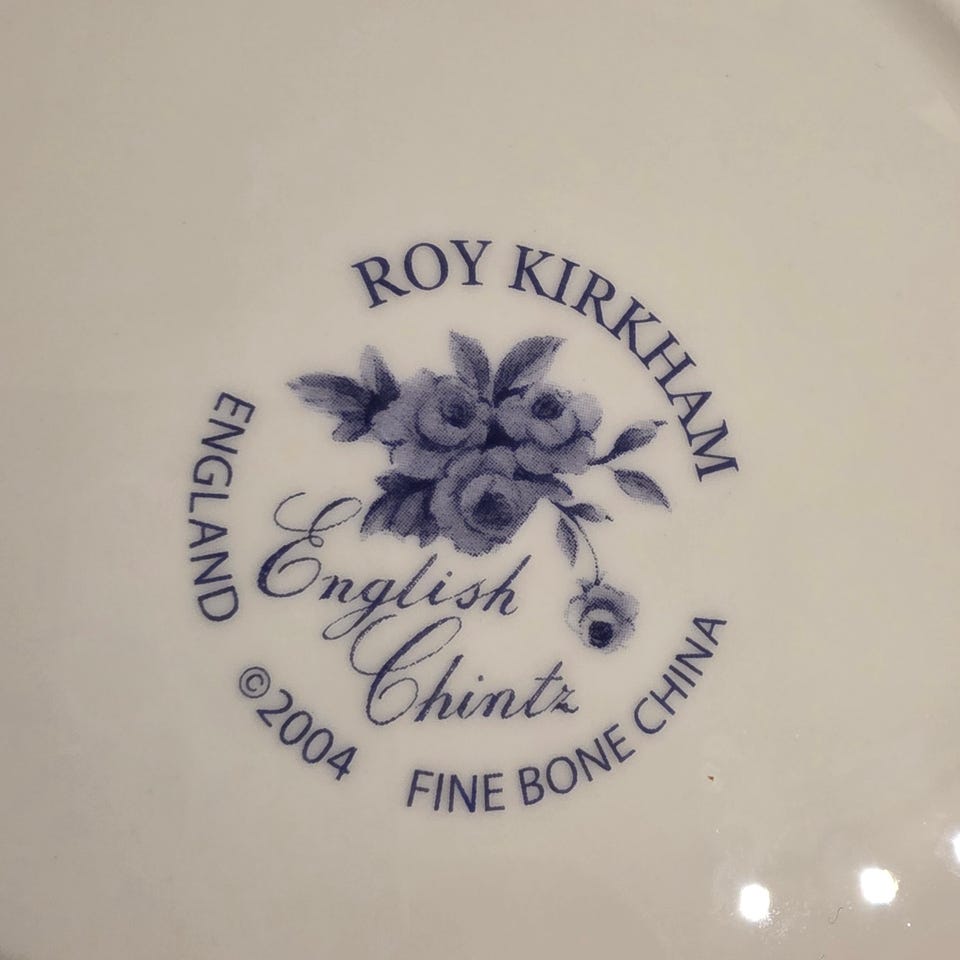 ROY KIRKHAM
English
Chintz
ENGLAND
©2004
FINE BONE CHINA